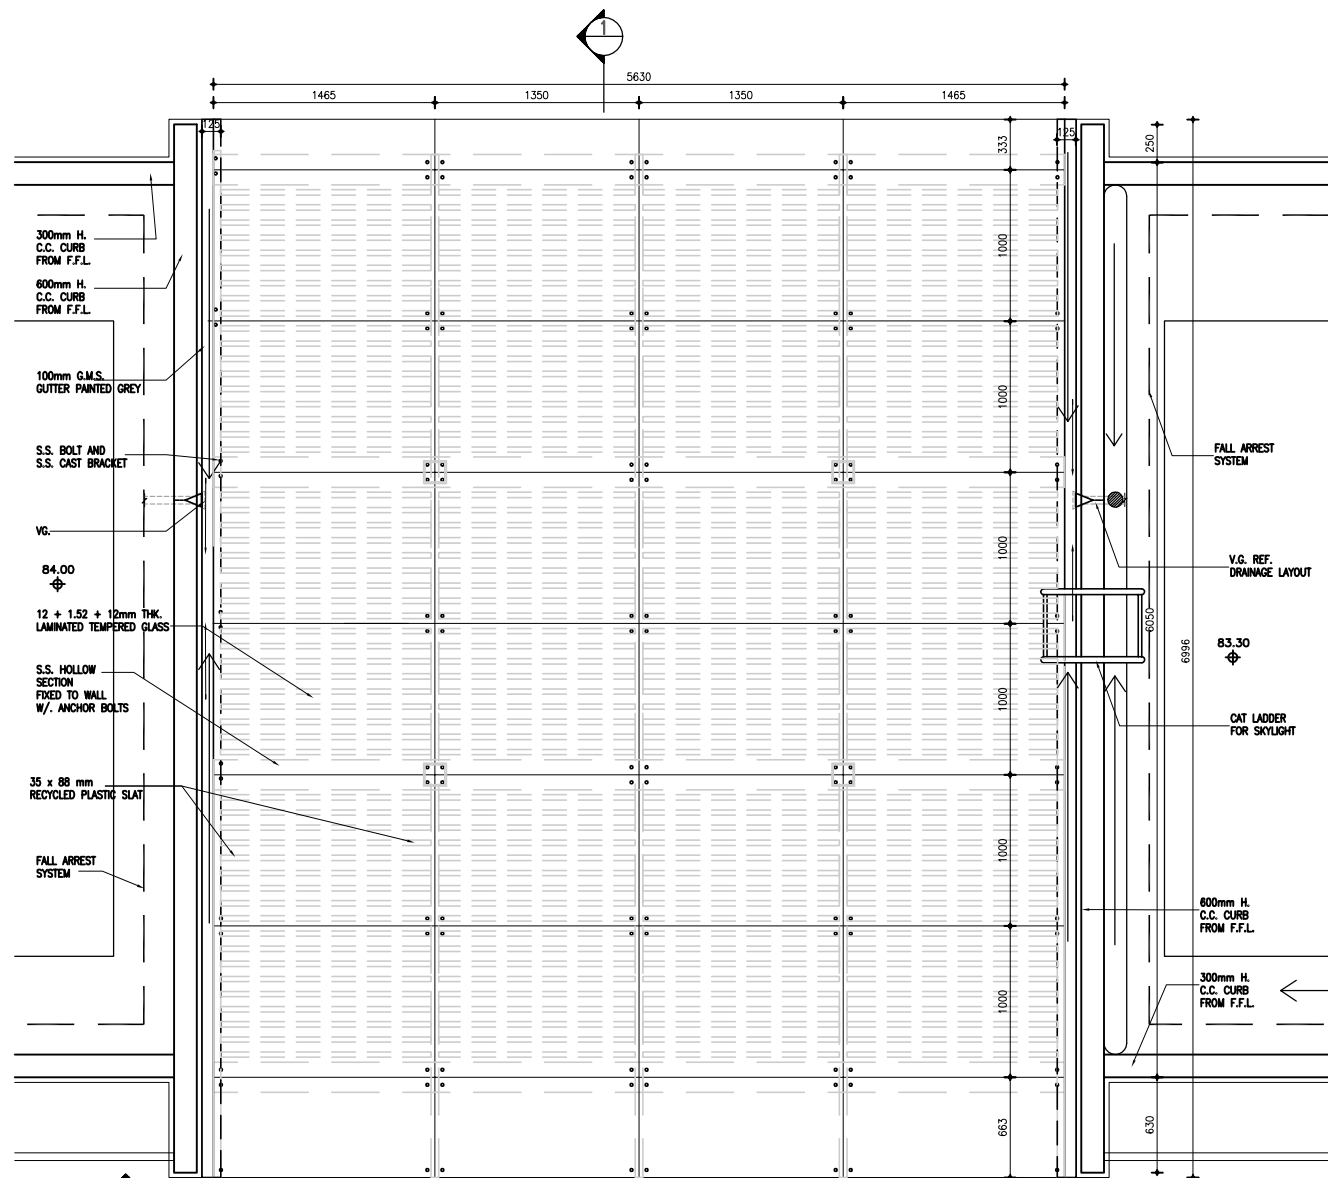 1
5630
1465
1350
1350
1465
125
125
333
250
1000
300mm H.
C.C. CURB
FROM F.F.L.
600mm H.
C.C. CURB
FROM F.F.L.
1000
100mm G.M.S.
GUTTER PAINTED GREY
S.S. BOLT AND
S.S. CAST BRACKET
FALL ARREST
SYSTEM
VG.
1000
84.00
V.G. REF.
DRAINAGE LAYOUT
12 + 1.52 + 12mm THK.
LAMINATED TEMPERED GLASS
6050
6996
83.30
S.S. HOLLOW
SECTION
FIXED TO WALL
W/. ANCHOR BOLTS
1000
CAT LADDER
FOR SKYLIGHT
35 x 88 mm
RECYCLED PLASTIC SLAT
1000
FALL ARREST
SYSTEM
600mm H.
C.C. CURB
FROM F.F.L.
1000
300mm H.
C.C. CURB
FROM F.F.L.
663
630